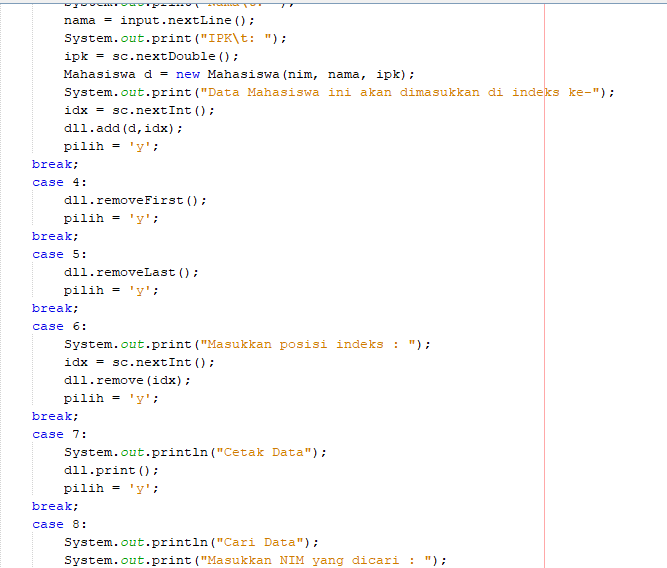 nama = input.nextLine();
System.out.print("IPK\t: ");
ipk = sc.nextDouble();
Mahasiswa d = new Mahasiswa(nim, nama, ipk);
System.out.print("Data Mahasiswa ini akan dimasukkan di indeks ke-");
idx = sc.nextInt();
dll.add(d,idx);
pilih = 'y';
break;
case 4:
dll.removeFirst();
pilih = 'y';
break;
case 5:
dll.removeLast();
pilih = 'y';
break;
case 6:
System.out.print("Masukkan posisi indeks : ");
idx = sc.nextInt();
dll.remove(idx);
pilih = 'y';
break;
case 7:
System.out.println("Cetak Data");
dll.print();
pilih = 'y';
break;
case 8:
System.out.println("Cari Data");
System.out.print("Masukkan NIM yang dicari : ");